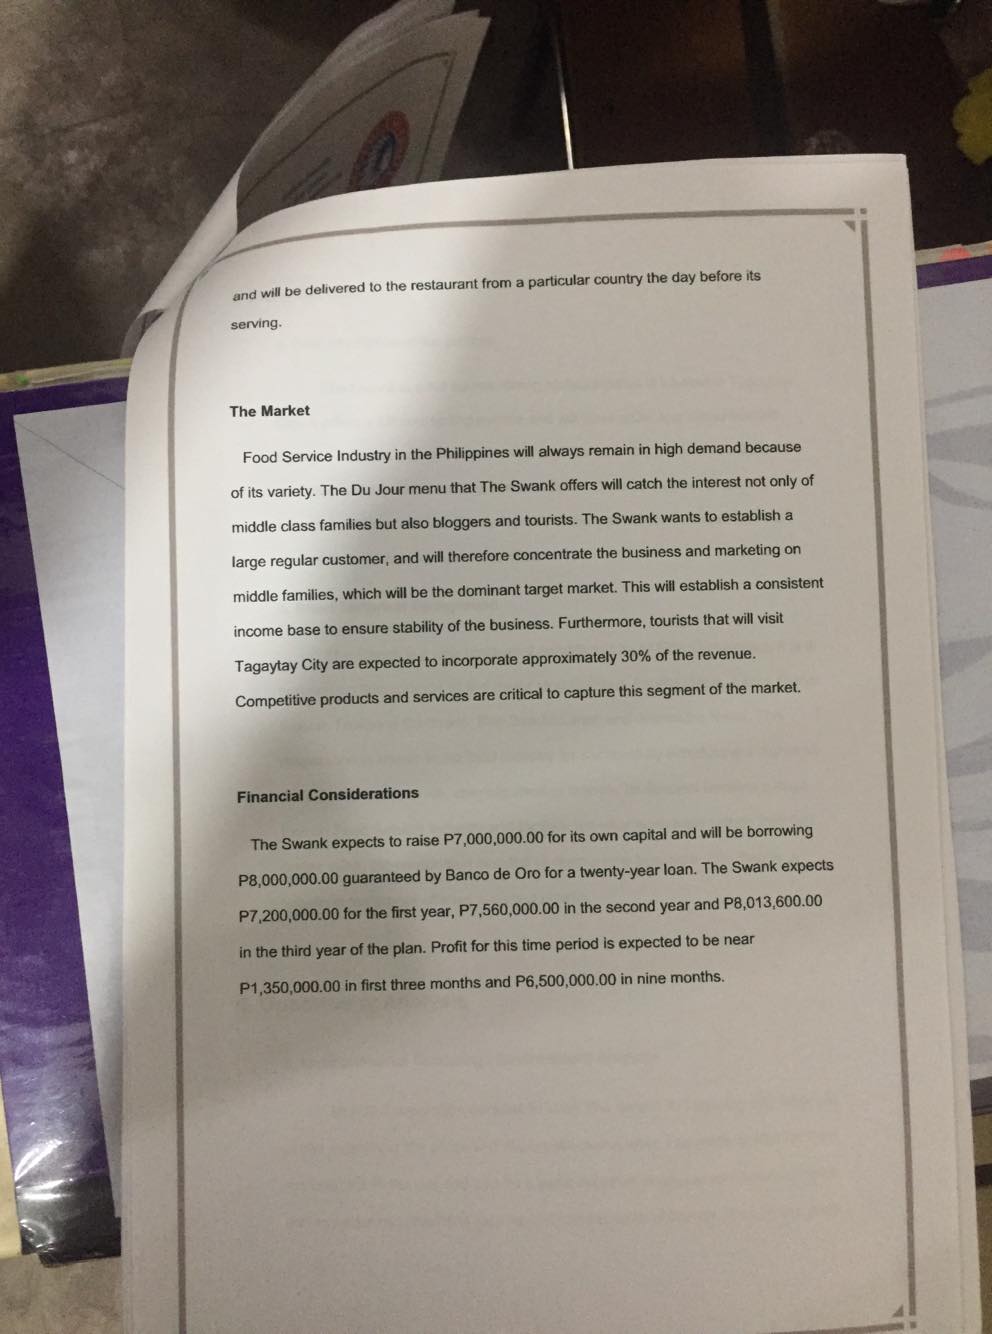 and will be delivered to the restaurant from a particular country the day before its
serving.
The Market
Food Service Industry in the Philippines will always remain in high demand because
of its variety. The Du Jour menu that The Swank offers will catch the interest not only of
middle class families but also bloggers and tourists. The Swank wants to establish a
large regular customer, and will therefore concentrate the business and marketing on
middle families, which will be the dominant target market. This will establish a consistent
income base to ensure stability of the business. Furthermore, tourists that will visit
Tagaytay City are expected to incorporate approximately 30% of the revenue.
Competitive products and services are critical to capture this segment of the market.
Financial Considerations
The Swank expects to raise P7,000,000.00 for its own capital and will be borrowing
P8,000,000.00 guaranteed by Banco de Oro for a twenty-year loan. The Swank expects
P7,200,000.00 for the first year, P7,560,000.00 in the second year and P8,013,600.00
in the third year of the plan. Profit for this time period is expected to be near
P1,350,000.00 in first three months and P6,500,000.00 in nine months.